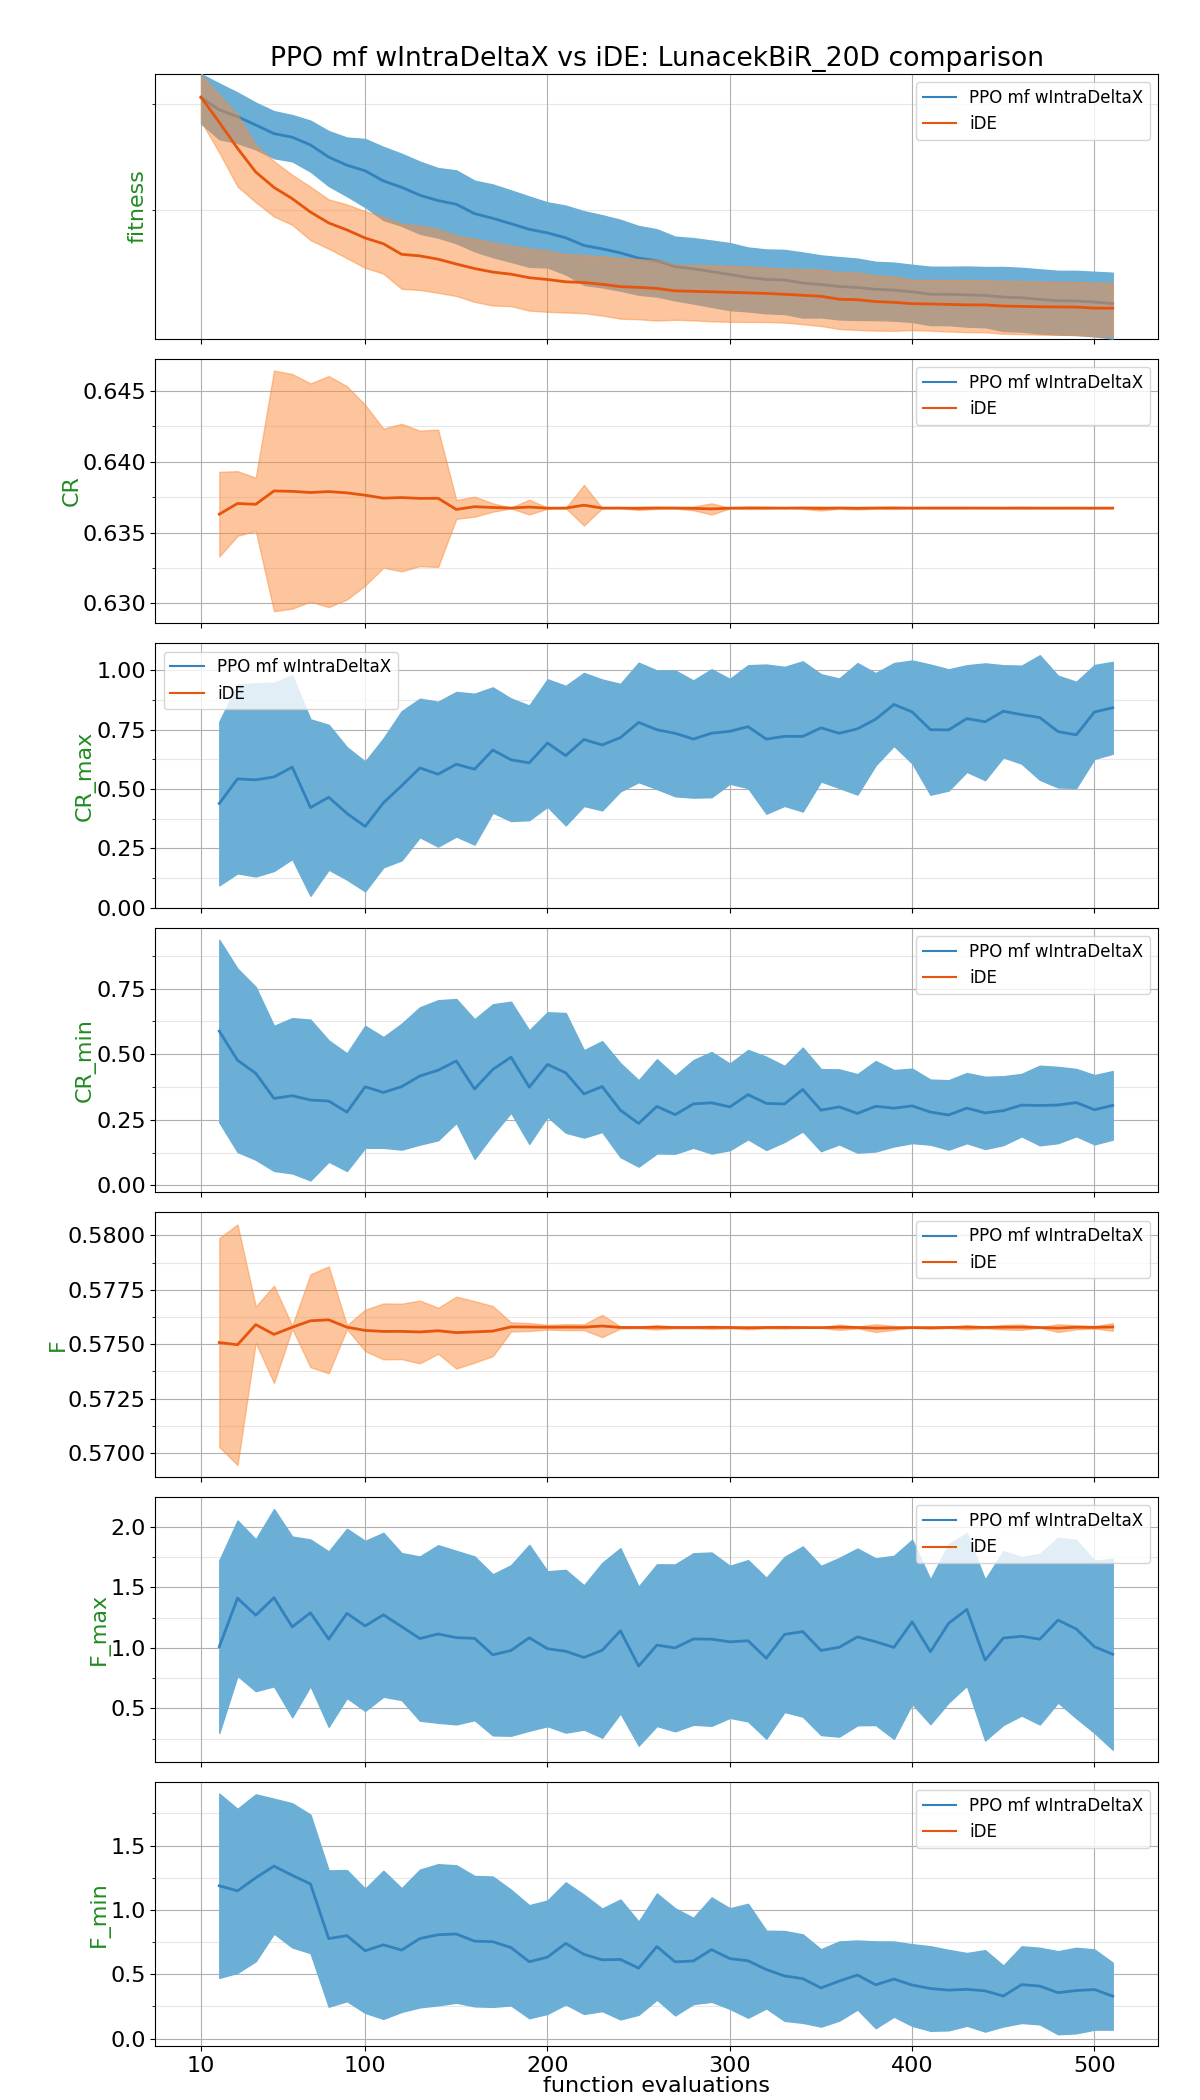 PPO mf wIntraDeltaX vs iDE: LunacekBiR_20D comparison
PPO mf wIntraDeltaX
iDE
fitness
0.645
0.640
0.635
0.630
CR
PPO mf wIntraDeltaX
iDE
1.00
0.75
0.50
0.25
0.00
CR_max
PPO mf wIntraDeltaX
iDE
0.75
0.50
0.25
0.00
CR_min
PPO mf wIntraDeltaX
iDE
0.5800
0.5775
0.5750
0.5725
0.5700
F
PPO mf wIntraDeltaX
iDE
2.0
1.5
1.0
0.5
F_max
PPO mf wIntraDeltaX
iDE
1.5
1.0
0.5
0.0
F_min
PPO mf wIntraDeltaX
iDE
10 100 200 300 400 500
function evaluations